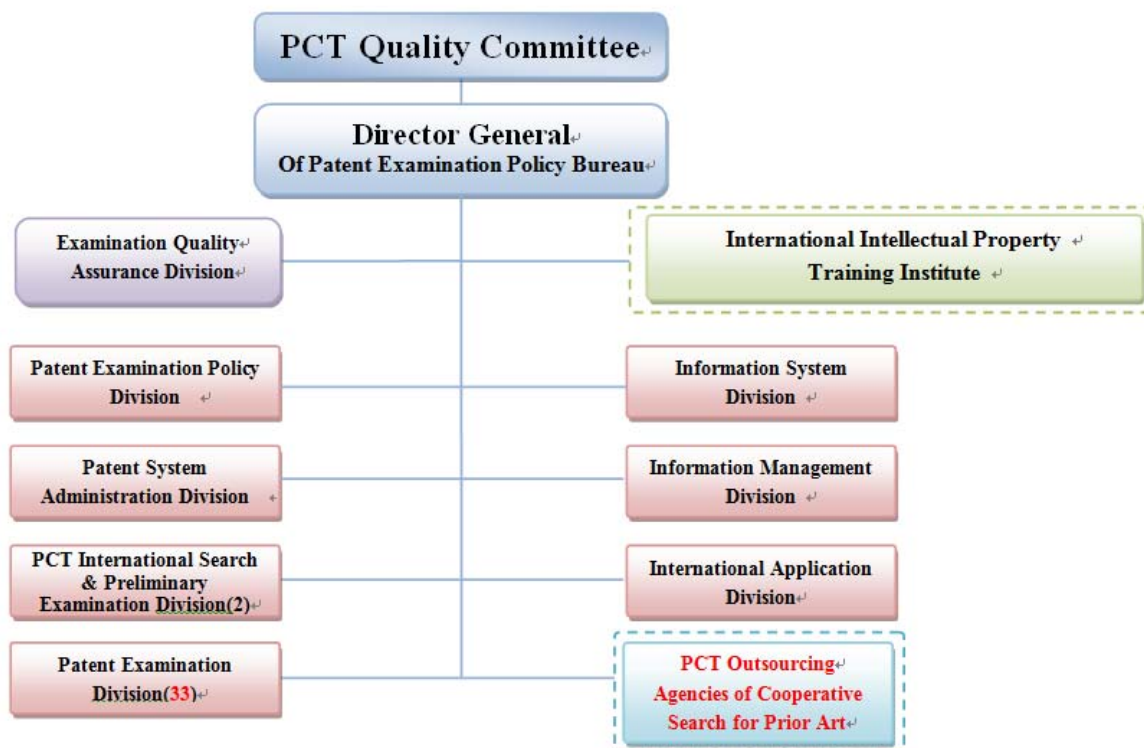 PCT Quality Committee
Director General
Of Patent Examination Policy Bureau
Examination Quality
Assurance Division
International Intellectual Property
Training Institute
Patent Examination Policy
Division
Information System
Division
Patent System
Administration Division
Information Management
Division
PCT International Search
& Preliminary
Examination Division(2)
International Application
Division
Patent Examination
Division(33)
PCT Outsourcing
Agencies of Cooperative
Search for Prior Art